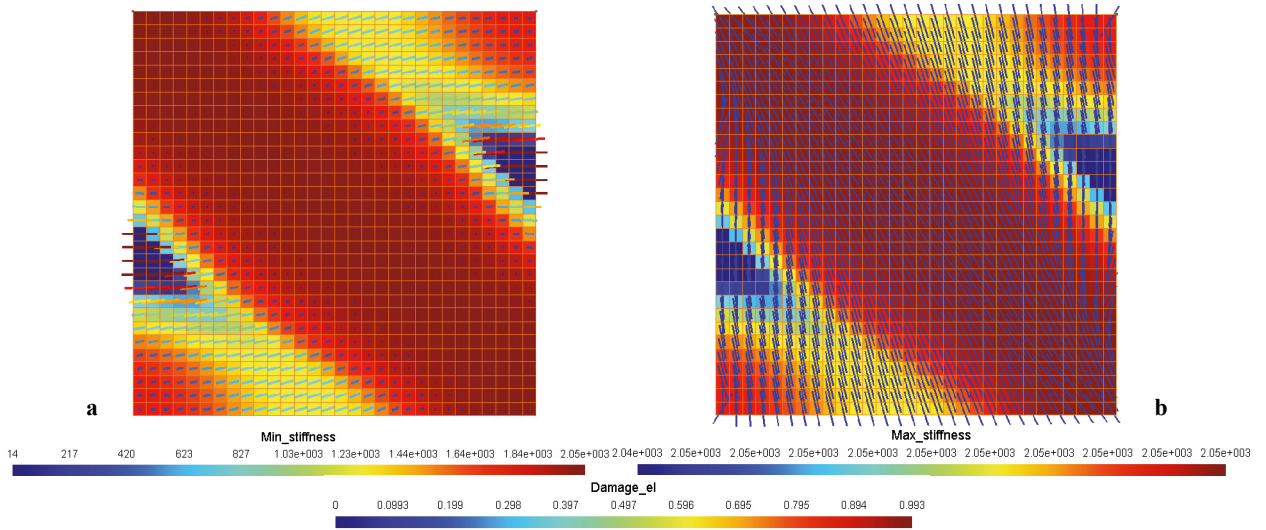 a
b
Min_stiffness
Max_stiffness
14 217 420 623 827 1.03e+003 1.23e+003 1.44e+003 1.64e+003 1.84e+003 2.05e+003
2.04e+003 2.05e+003 2.05e+003 2.05e+003 2.05e+003 2.05e+003 2.05e+003 2.05e+003 2.05e+003 2.05e+003
Damage_el
0 0.0993 0.199 0.298 0.397 0.497 0.596 0.695 0.795 0.894 0.993